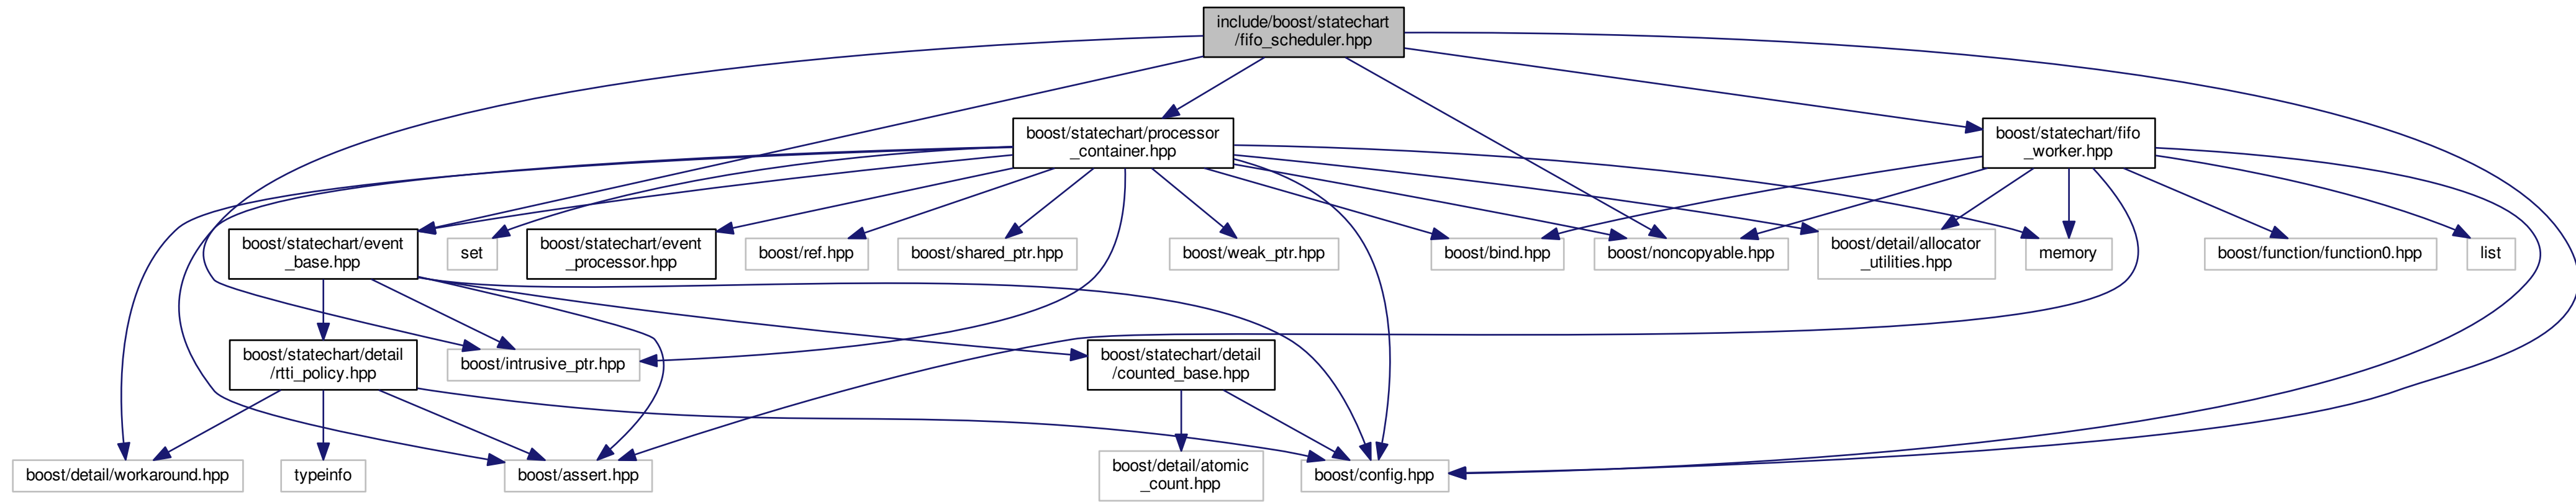 include/boost/statechart
/fifo_scheduler.hpp
boost/statechart/processor
_container.hpp
boost/statechart/fifo
_worker.hpp
boost/statechart/event
_base.hpp
set
boost/statechart/event
_processor.hpp
boost/ref.hpp
boost/shared_ptr.hpp
boost/weak_ptr.hpp
boost/bind.hpp
boost/noncopyable.hpp
boost/detail/allocator
_utilities.hpp
memory
boost/function/function0.hpp
list
boost/statechart/detail
/rtti_policy.hpp
boost/intrusive_ptr.hpp
boost/statechart/detail
/counted_base.hpp
boost/detail/workaround.hpp
typeinfo
boost/assert.hpp
boost/detail/atomic
_count.hpp
boost/config.hpp